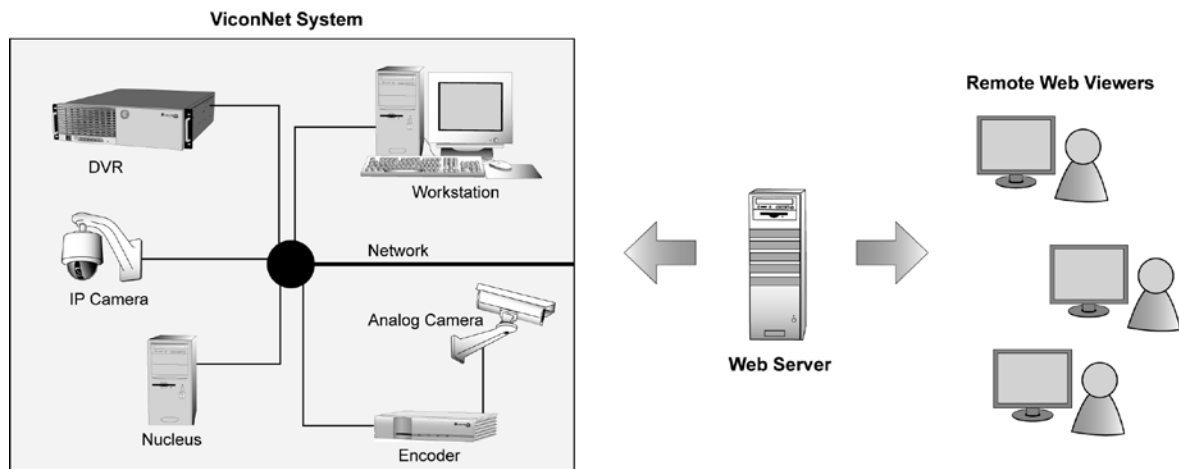 ViconNet System
DVR
Workstation
IP Camera
Network
Analog Camera
Nucleus
Encoder
Web Server
Remote Web Viewers